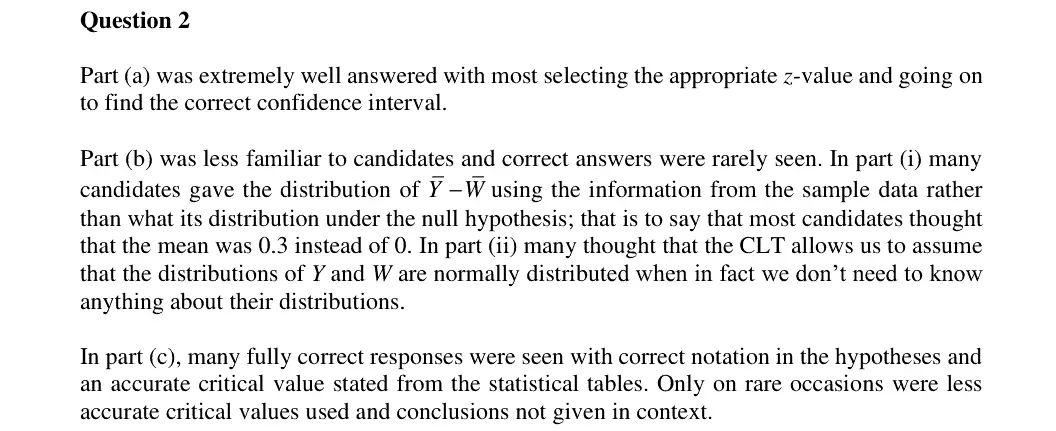 Question 2
Part (a) was extremely well answered with most selecting the appropriate z-value and going on
to find the correct confidence interval.
Part (b) was less familiar to candidates and correct answers were rarely seen. In part (i) many
candidates gave the distribution of Y̅ – W̅ using the information from the sample data rather
than what its distribution under the null hypothesis; that is to say that most candidates thought
that the mean was 0.3 instead of 0. In part (ii) many thought that the CLT allows us to assume
that the distributions of Y and W are normally distributed when in fact we don’t need to know
anything about their distributions.
In part (c), many fully correct responses were seen with correct notation in the hypotheses and
an accurate critical value stated from the statistical tables. Only on rare occasions were less
accurate critical values used and conclusions not given in context.